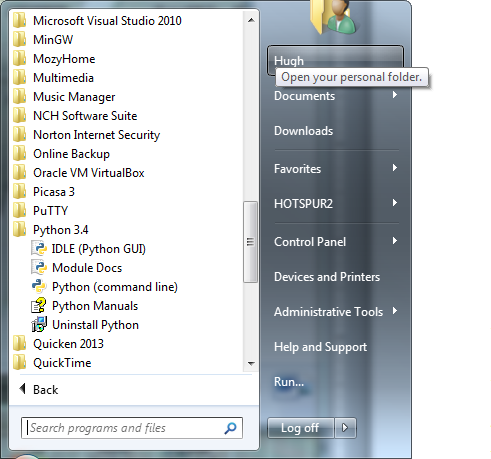 Microsoft Visual Studio 2010
MinGW
MozyHome
Multimedia
Music Manager
NCH Software Suite
Norton Internet Security
Online Backup
Oracle VM VirtualBox
Picasa 3
PuTTY
Python 3.4
IDLE (Python GUI)
Module Docs
Python (command line)
Python Manuals
Uninstall Python
Quicken 2013
QuickTime
Back
Search programs and files
Hugh
Open your personal folder.
Documents
Downloads
Favorites
HOTSPUR2
Control Panel
Devices and Printers
Administrative Tools
Help and Support
Run...
Log off